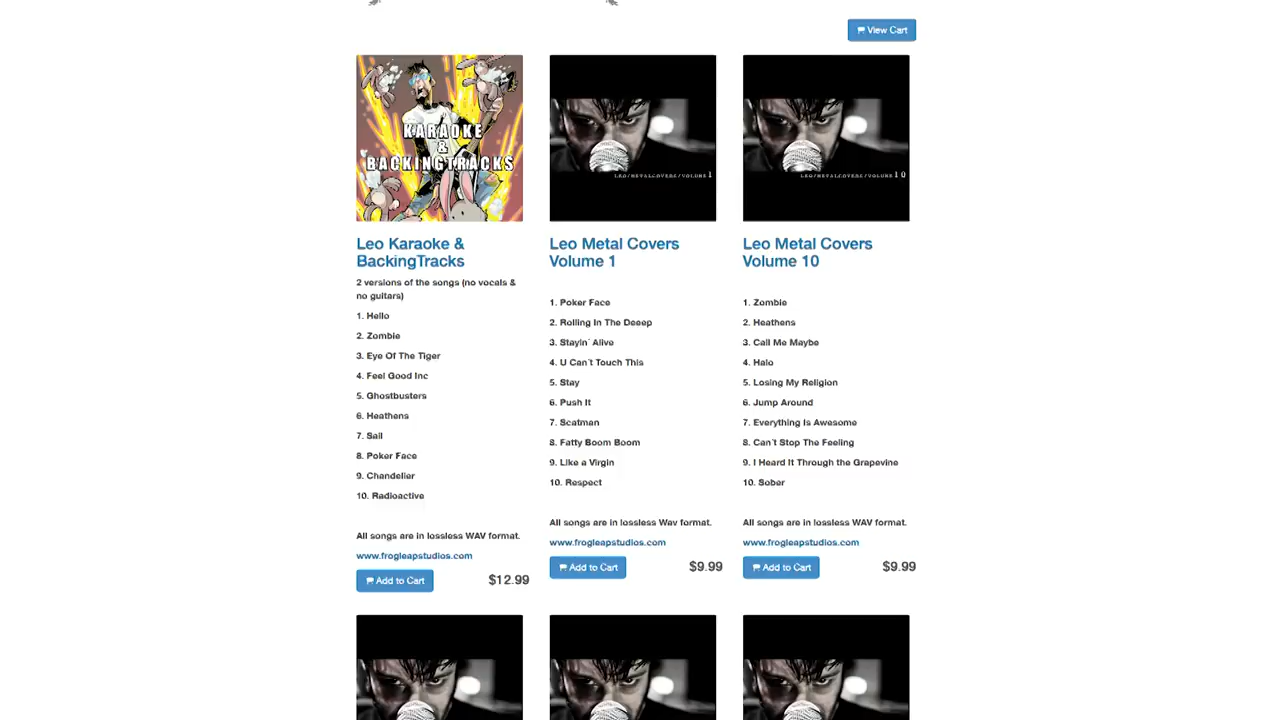 View Cart
KARAOKE
&
BACKINGTRACKS
LEO/METALCOVERS/VOLUME 1
LEO/METALCOVERS/VOLUME 10
Leo Karaoke &
BackingTracks
2 versions of the songs (no vocals &
no guitars)
1. Hello
2. Zombie
3. Eye Of The Tiger
4. Feel Good Inc
5. Ghostbusters
6. Heathens
7. Sail
8. Poker Face
9. Chandelier
10. Radioactive
All songs are in lossless WAV format.
www.frogleapstudios.com
Add to Cart
$12.99
Leo Metal Covers
Volume 1
1. Poker Face
2. Rolling In The Deeep
3. Stayin´ Alive
4. U Can´t Touch This
5. Stay
6. Push It
7. Scatman
8. Fatty Boom Boom
9. Like a Virgin
10. Respect
All songs are in lossless Wav format.
www.frogleapstudios.com
Add to Cart
$9.99
Leo Metal Covers
Volume 10
1. Zombie
2. Heathens
3. Call Me Maybe
4. Halo
5. Losing My Religion
6. Jump Around
7. Everything Is Awesome
8. Can´t Stop The Feeling
9. I Heard It Through the Grapevine
10. Sober
All songs are in lossless WAV format.
www.frogleapstudios.com
Add to Cart
$9.99